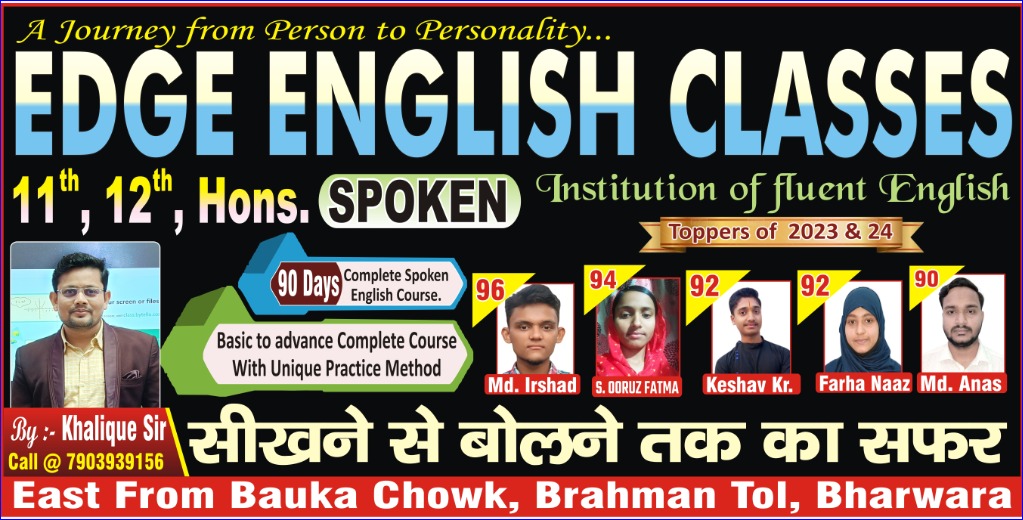 A Journey from Person to Personality...
EDGE ENGLISH CLASSES
11th, 12th, Hons. SPOKEN
Institution of fluent English
Toppers of 2023 & 24
90 Days Complete Spoken
English Course.
Basic to advance Complete Course
With Unique Practice Method
96
94
92
92
90
Md. Irshad
S. OORUZ FATMA
Keshav Kr.
Farha Naaz
Md. Anas
By :- Khalique Sir
Call @ 7903939156
सीखने से बोलने तक का सफर
East From Bauka Chowk, Brahman Tol, Bharwara